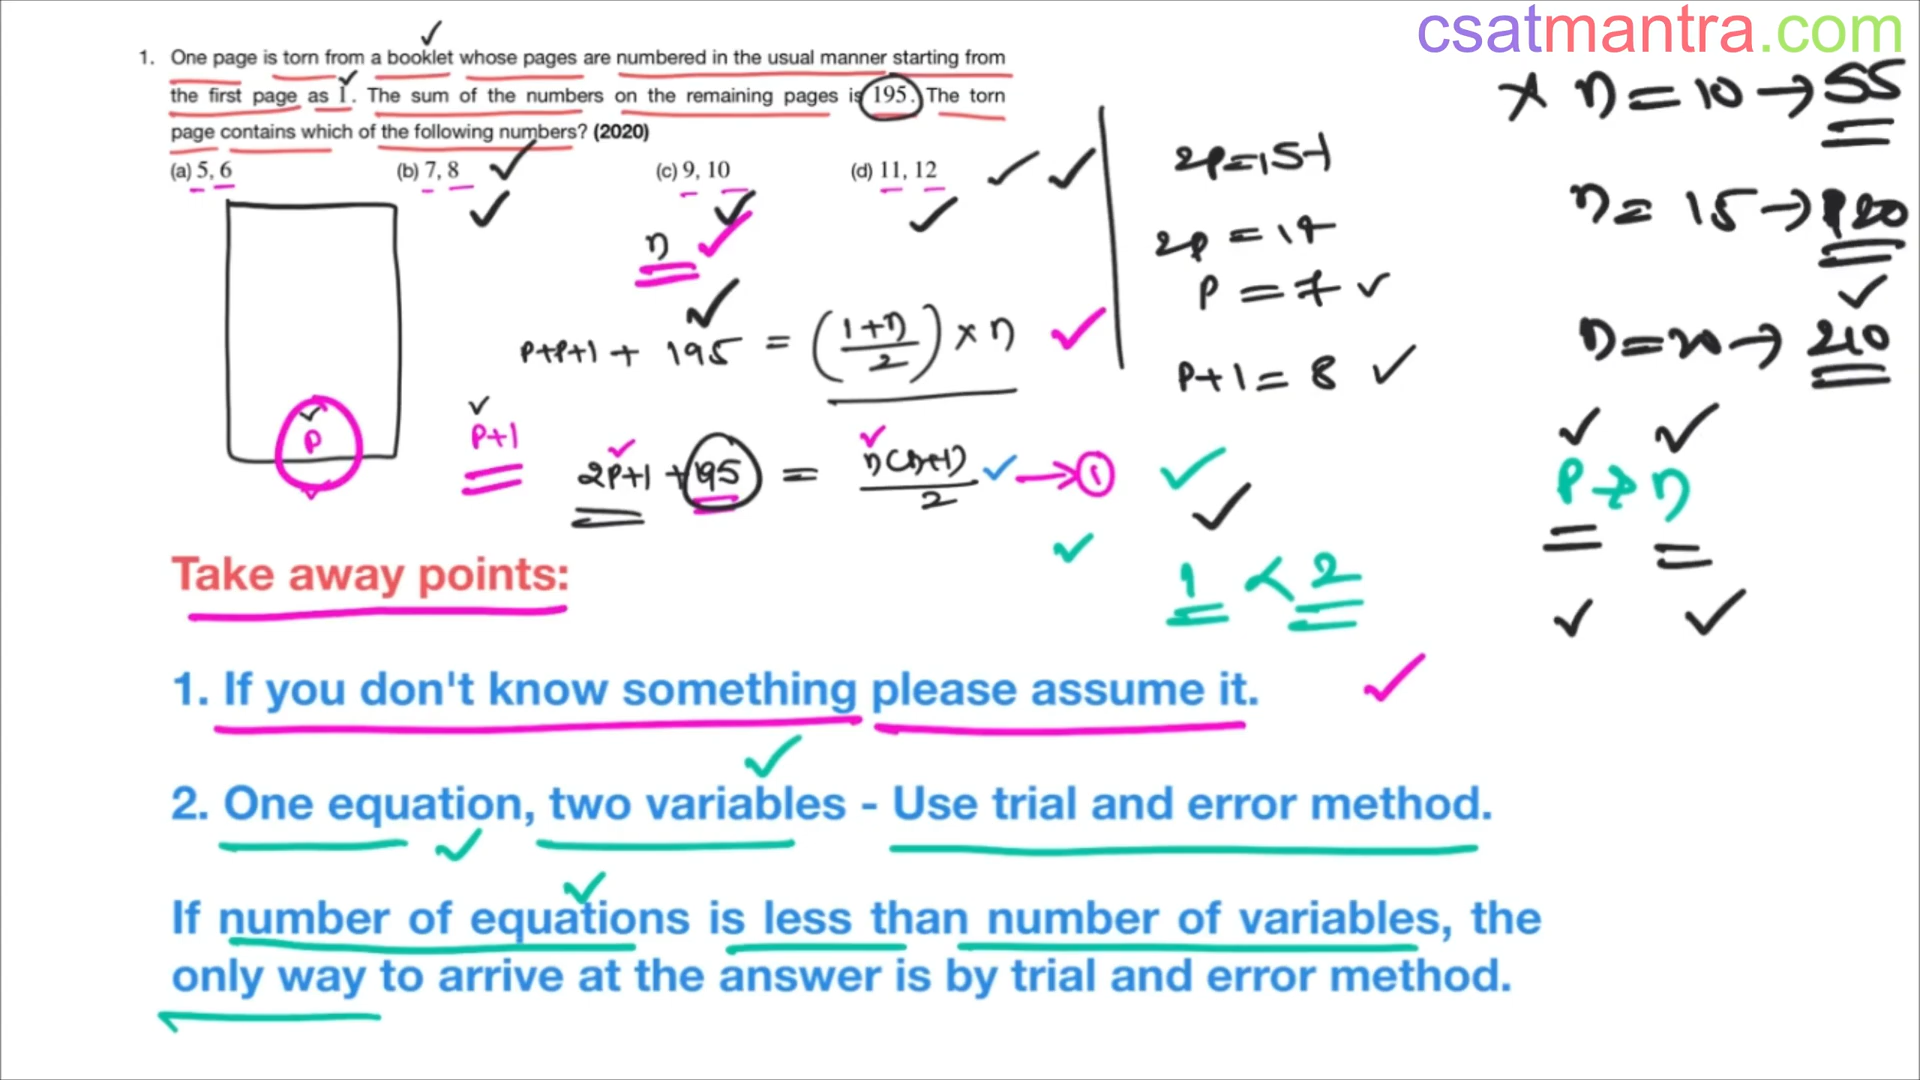 csatmantra.com
1. One page is torn from a booklet whose pages are numbered in the usual manner starting from
the first page as 1. The sum of the numbers on the remaining pages is 195. The torn
page contains which of the following numbers? (2020)
(a) 5, 6 (b) 7, 8 (c) 9, 10 (d) 11, 12
n
P+P+1 + 195 = (1+n/2) × n
P
P+1
2P+1 + 195 = n(n+1)/2 → 1
2P=15-1
2P = 14
P = 7
P+1 = 8
× n = 10 → 55
n = 15 → 120
n = 20 → 210
P → n
1 < 2
Take away points:
1. If you don't know something please assume it.
2. One equation, two variables - Use trial and error method.
If number of equations is less than number of variables, the
only way to arrive at the answer is by trial and error method.